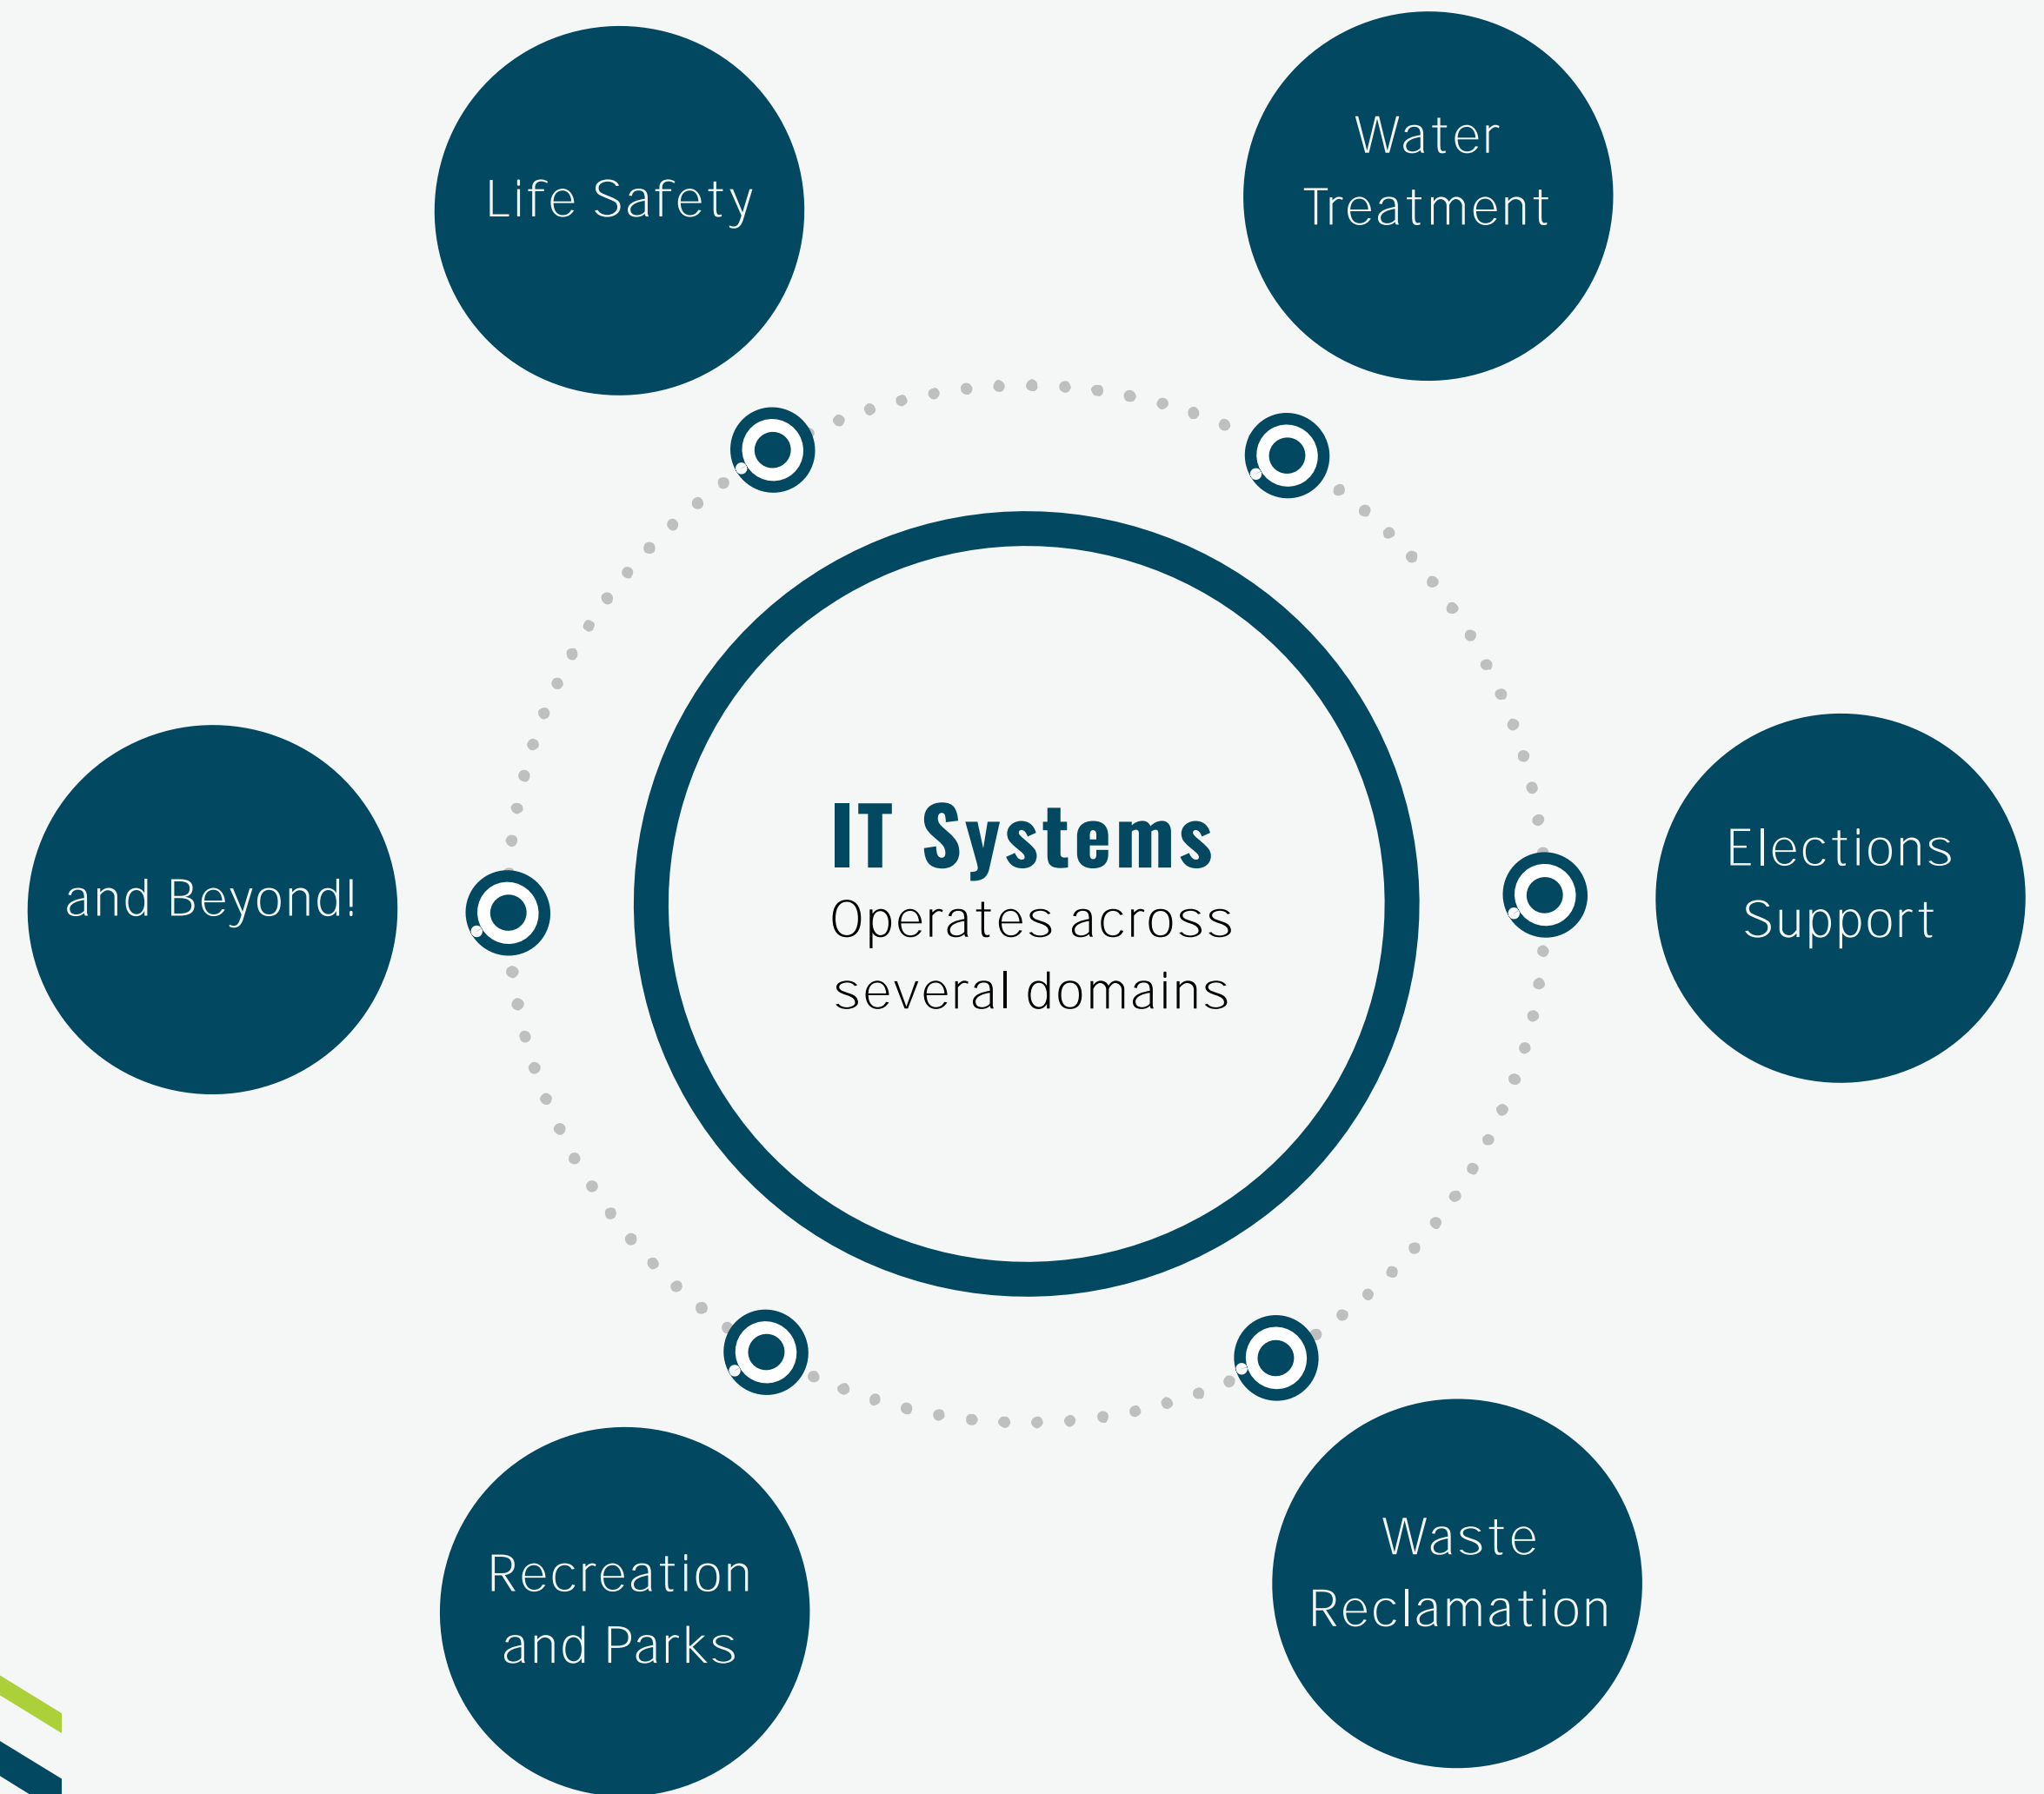 Life Safety
Water
Treatment
and Beyond!
IT Systems
Operates across
several domains
Elections
Support
Recreation
and Parks
Waste
Reclamation